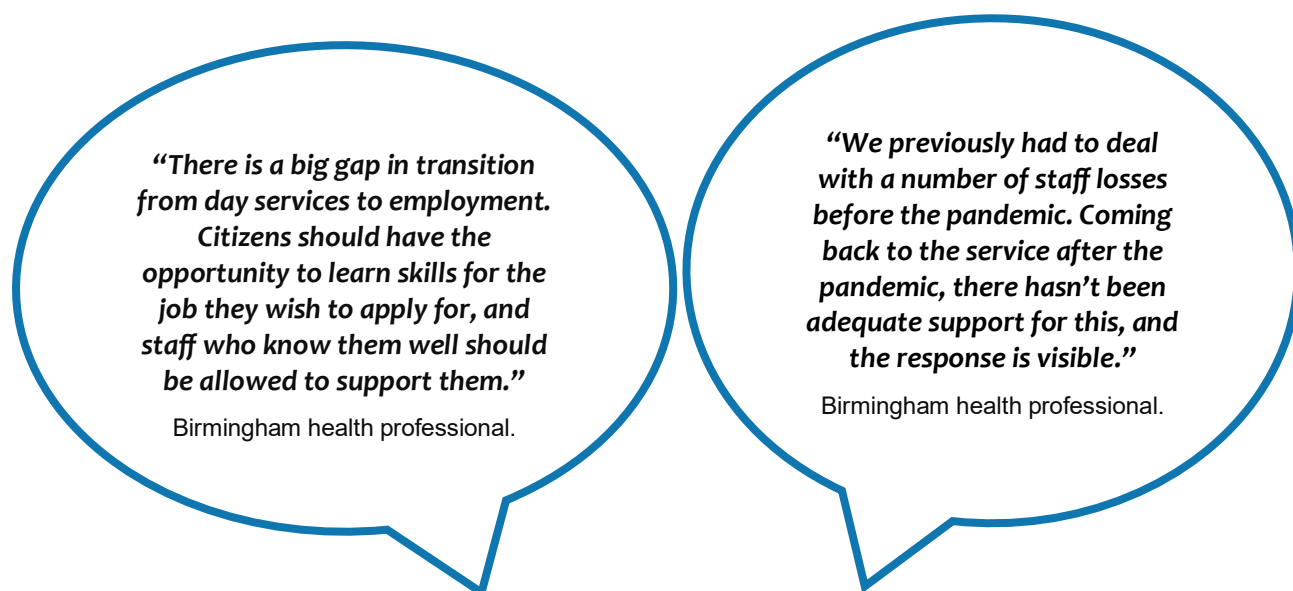 “There is a big gap in transition
from day services to employment.
Citizens should have the
opportunity to learn skills for the
job they wish to apply for, and
staff who know them well should
be allowed to support them.”
Birmingham health professional.
“We previously had to deal
with a number of staff losses
before the pandemic. Coming
back to the service after the
pandemic, there hasn’t been
adequate support for this, and
the response is visible.”
Birmingham health professional.